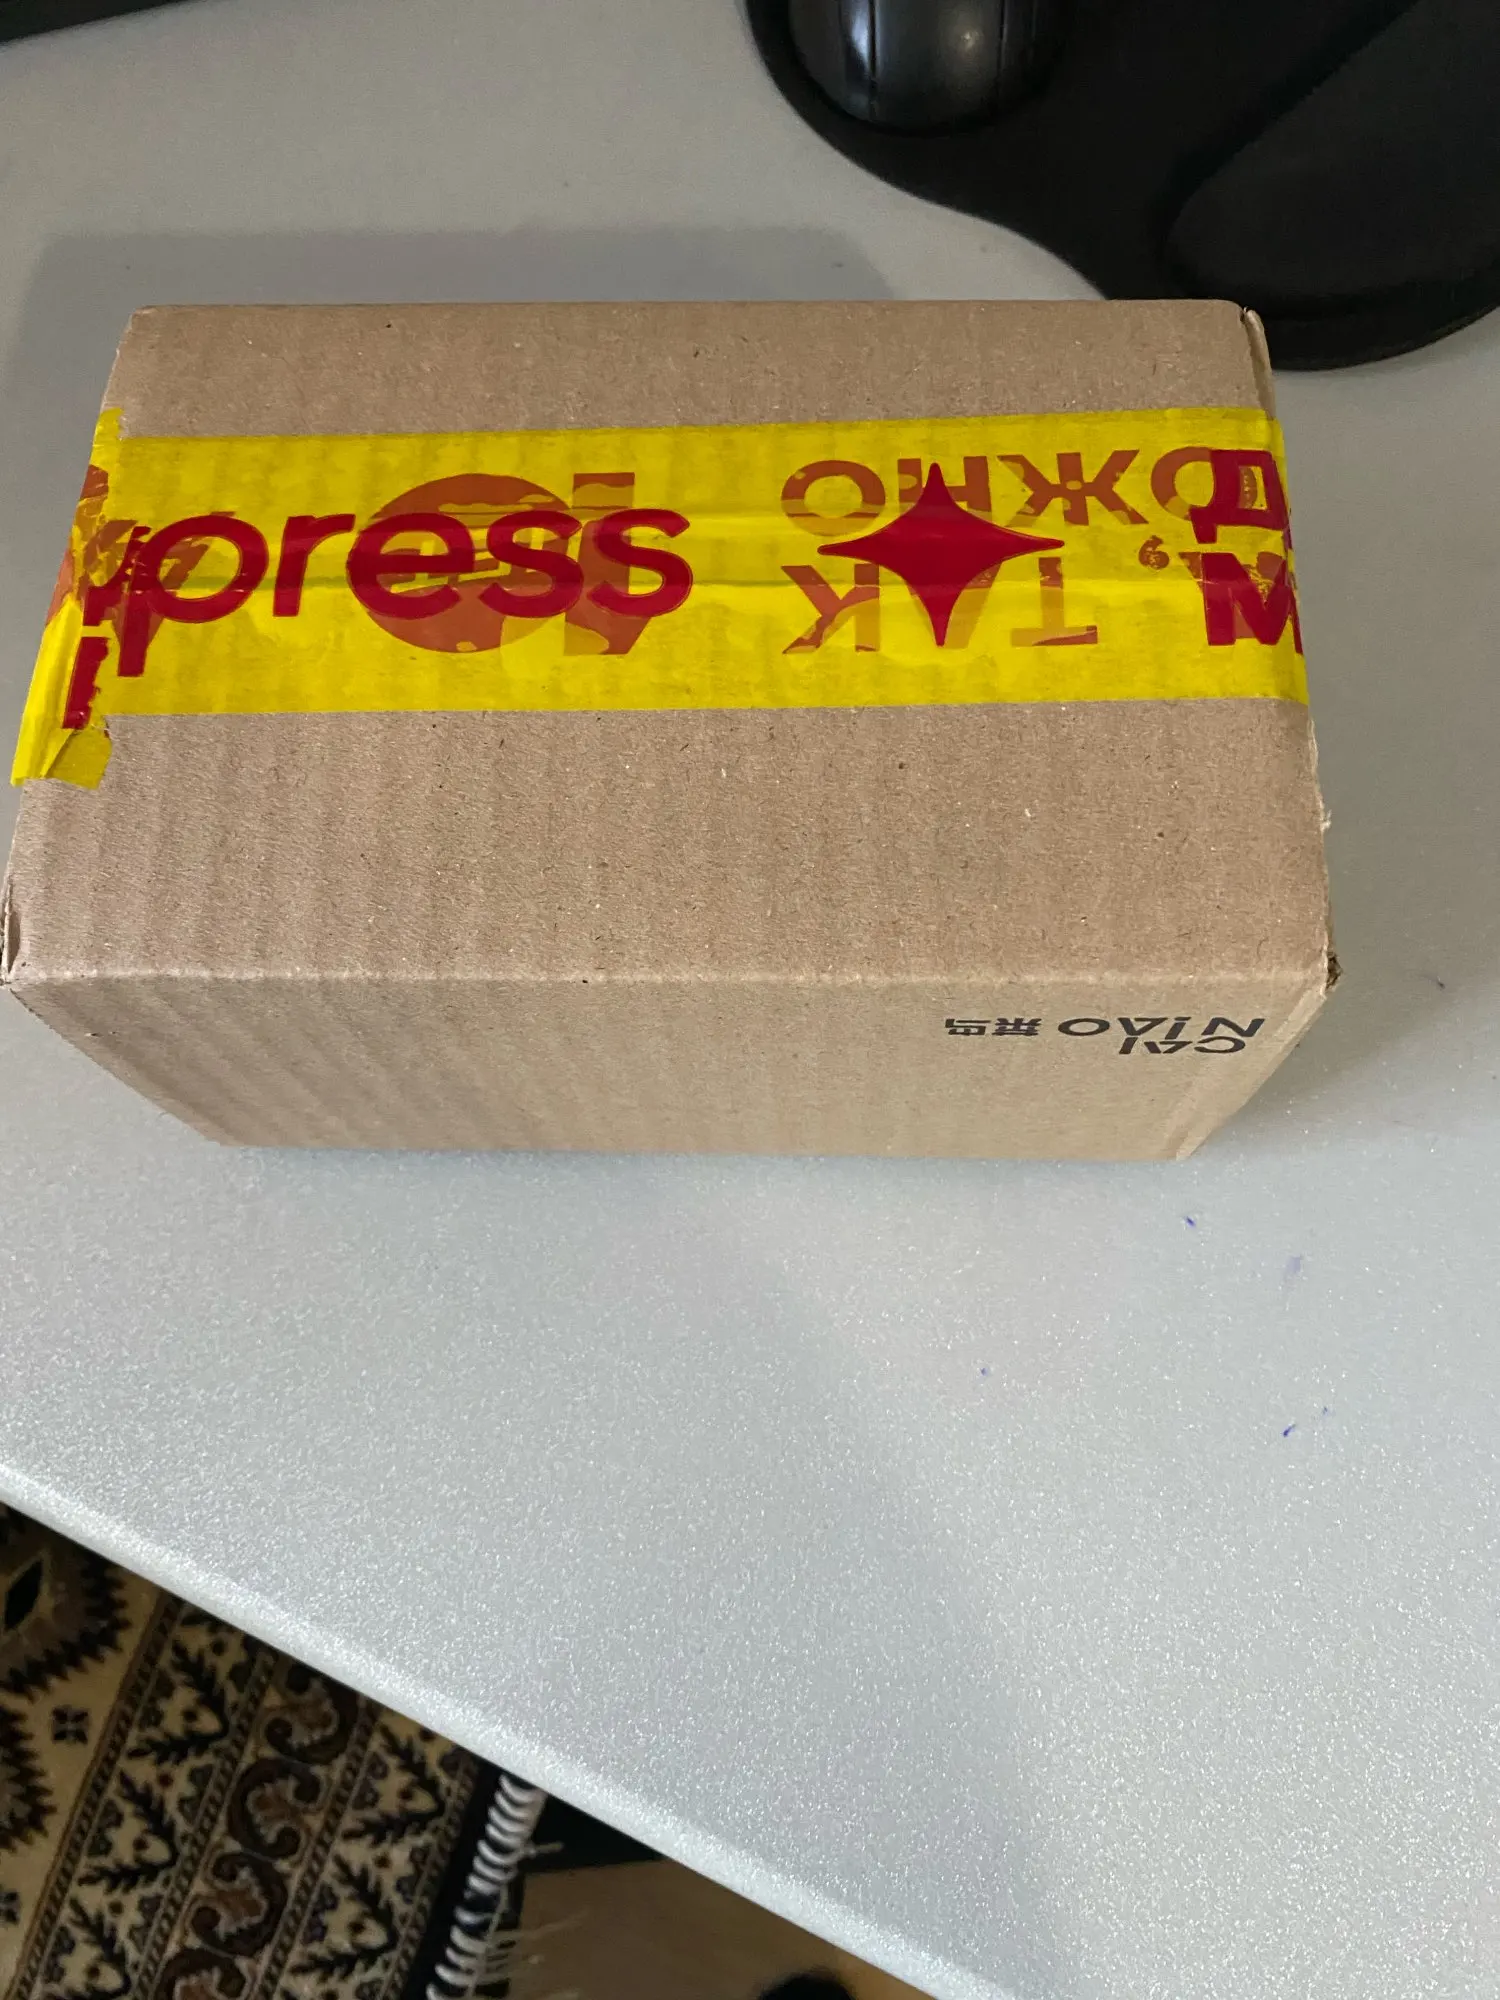 press
ОЖНО
ТАК
Д
М
CAI
NIAO 菜鸟